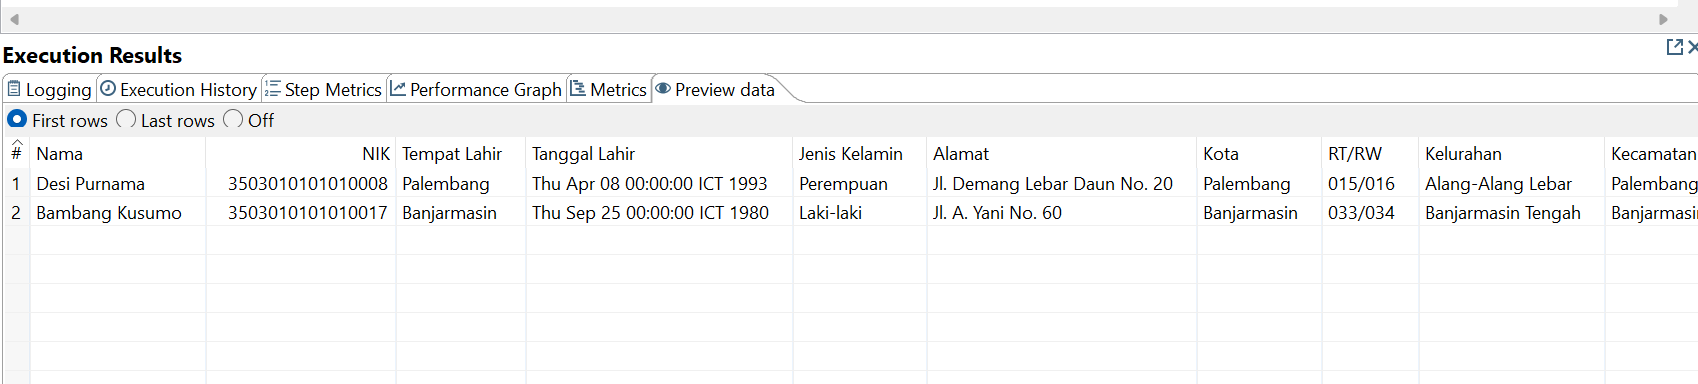 Execution Results
Logging Execution History Step Metrics Performance Graph Metrics Preview data
First rows Last rows Off
# Nama NIK Tempat Lahir Tanggal Lahir Jenis Kelamin Alamat Kota RT/RW Kelurahan Kecamatan
1 Desi Purnama 3503010101010008 Palembang Thu Apr 08 00:00:00 ICT 1993 Perempuan Jl. Demang Lebar Daun No. 20 Palembang 015/016 Alang-Alang Lebar Palembang
2 Bambang Kusumo 3503010101010017 Banjarmasin Thu Sep 25 00:00:00 ICT 1980 Laki-laki Jl. A. Yani No. 60 Banjarmasin 033/034 Banjarmasin Tengah Banjarmasi